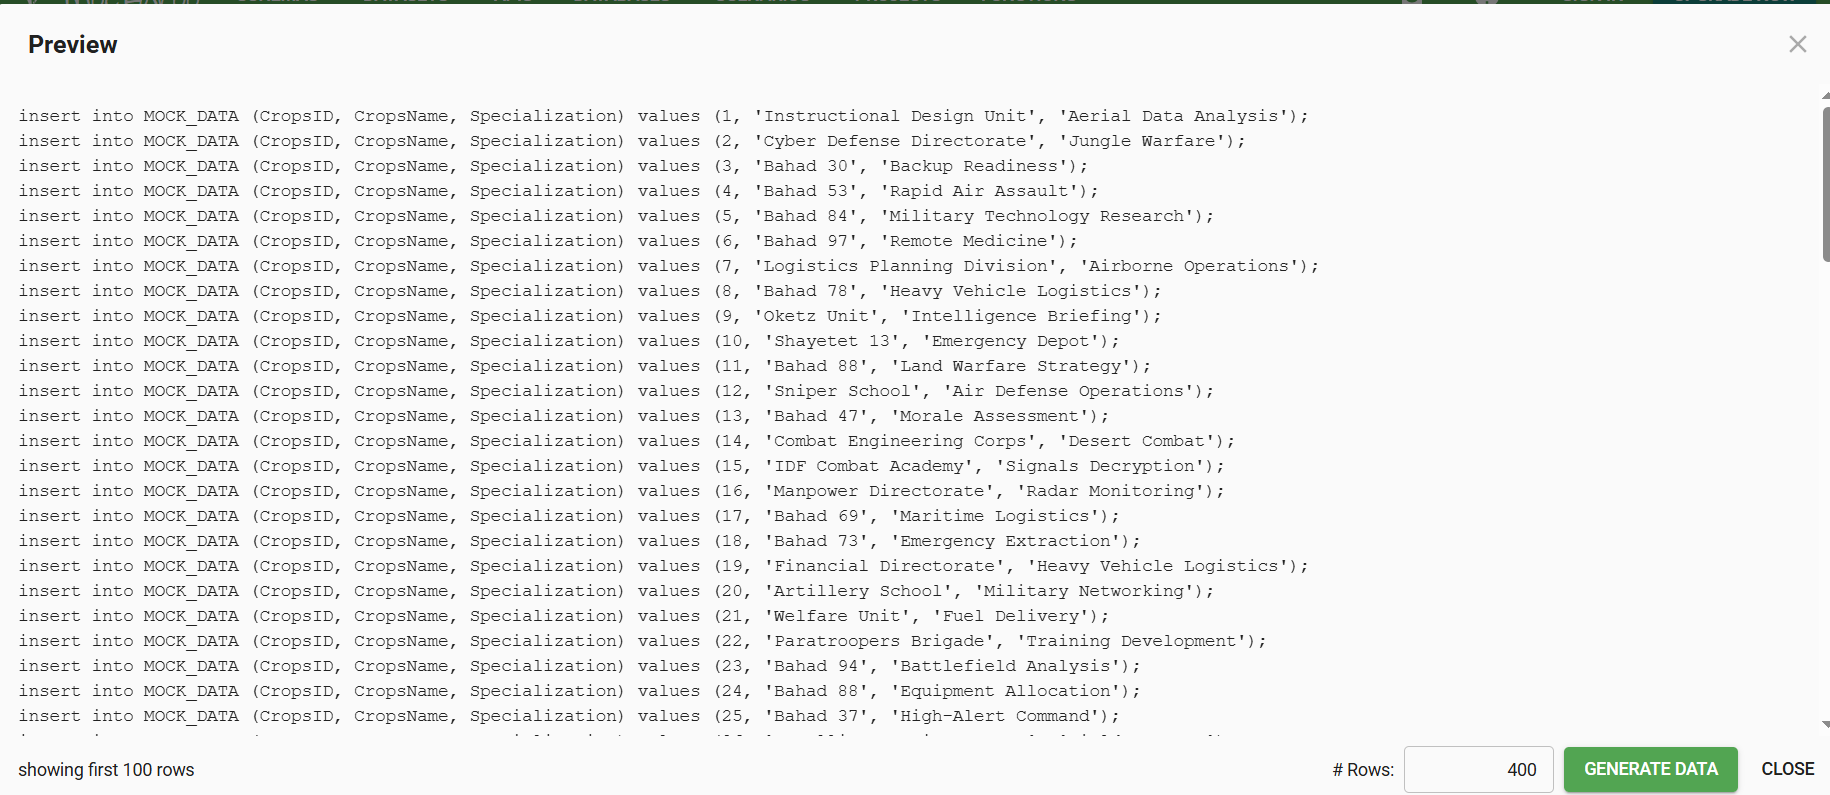 Preview
insert into MOCK_DATA (CropsID, CropsName, Specialization) values (1, 'Instructional Design Unit', 'Aerial Data Analysis');
insert into MOCK_DATA (CropsID, CropsName, Specialization) values (2, 'Cyber Defense Directorate', 'Jungle Warfare');
insert into MOCK_DATA (CropsID, CropsName, Specialization) values (3, 'Bahad 30', 'Backup Readiness');
insert into MOCK_DATA (CropsID, CropsName, Specialization) values (4, 'Bahad 53', 'Rapid Air Assault');
insert into MOCK_DATA (CropsID, CropsName, Specialization) values (5, 'Bahad 84', 'Military Technology Research');
insert into MOCK_DATA (CropsID, CropsName, Specialization) values (6, 'Bahad 97', 'Remote Medicine');
insert into MOCK_DATA (CropsID, CropsName, Specialization) values (7, 'Logistics Planning Division', 'Airborne Operations');
insert into MOCK_DATA (CropsID, CropsName, Specialization) values (8, 'Bahad 78', 'Heavy Vehicle Logistics');
insert into MOCK_DATA (CropsID, CropsName, Specialization) values (9, 'Oketz Unit', 'Intelligence Briefing');
insert into MOCK_DATA (CropsID, CropsName, Specialization) values (10, 'Shayetet 13', 'Emergency Depot');
insert into MOCK_DATA (CropsID, CropsName, Specialization) values (11, 'Bahad 88', 'Land Warfare Strategy');
insert into MOCK_DATA (CropsID, CropsName, Specialization) values (12, 'Sniper School', 'Air Defense Operations');
insert into MOCK_DATA (CropsID, CropsName, Specialization) values (13, 'Bahad 47', 'Morale Assessment');
insert into MOCK_DATA (CropsID, CropsName, Specialization) values (14, 'Combat Engineering Corps', 'Desert Combat');
insert into MOCK_DATA (CropsID, CropsName, Specialization) values (15, 'IDF Combat Academy', 'Signals Decryption');
insert into MOCK_DATA (CropsID, CropsName, Specialization) values (16, 'Manpower Directorate', 'Radar Monitoring');
insert into MOCK_DATA (CropsID, CropsName, Specialization) values (17, 'Bahad 69', 'Maritime Logistics');
insert into MOCK_DATA (CropsID, CropsName, Specialization) values (18, 'Bahad 73', 'Emergency Extraction');
insert into MOCK_DATA (CropsID, CropsName, Specialization) values (19, 'Financial Directorate', 'Heavy Vehicle Logistics');
insert into MOCK_DATA (CropsID, CropsName, Specialization) values (20, 'Artillery School', 'Military Networking');
insert into MOCK_DATA (CropsID, CropsName, Specialization) values (21, 'Welfare Unit', 'Fuel Delivery');
insert into MOCK_DATA (CropsID, CropsName, Specialization) values (22, 'Paratroopers Brigade', 'Training Development');
insert into MOCK_DATA (CropsID, CropsName, Specialization) values (23, 'Bahad 94', 'Battlefield Analysis');
insert into MOCK_DATA (CropsID, CropsName, Specialization) values (24, 'Bahad 88', 'Equipment Allocation');
insert into MOCK_DATA (CropsID, CropsName, Specialization) values (25, 'Bahad 37', 'High-Alert Command');
showing first 100 rows
# Rows: 400 GENERATE DATA CLOSE